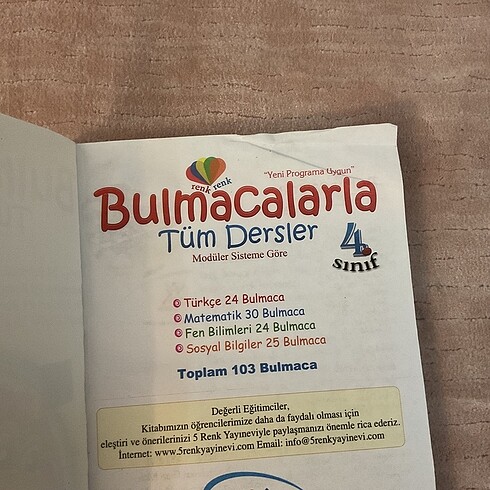 renk renk
"Yeni Programa Uygun"
Bulmacalarla
Tüm Dersler
Modüler Sisteme Göre
4.
sınıf
Türkçe 24 Bulmaca
Matematik 30 Bulmaca
Fen Bilimleri 24 Bulmaca
Sosyal Bilgiler 25 Bulmaca
Toplam 103 Bulmaca
Değerli Eğitimciler,
Kitabımızın öğrencilerimize daha da faydalı olması için
eleştiri ve önerilerinizi 5 Renk Yayıneviyle paylaşmanızı önemle rica ederiz.
İnternet: www.5renkyayinevi.com Email: info@5renkyayinevi.com